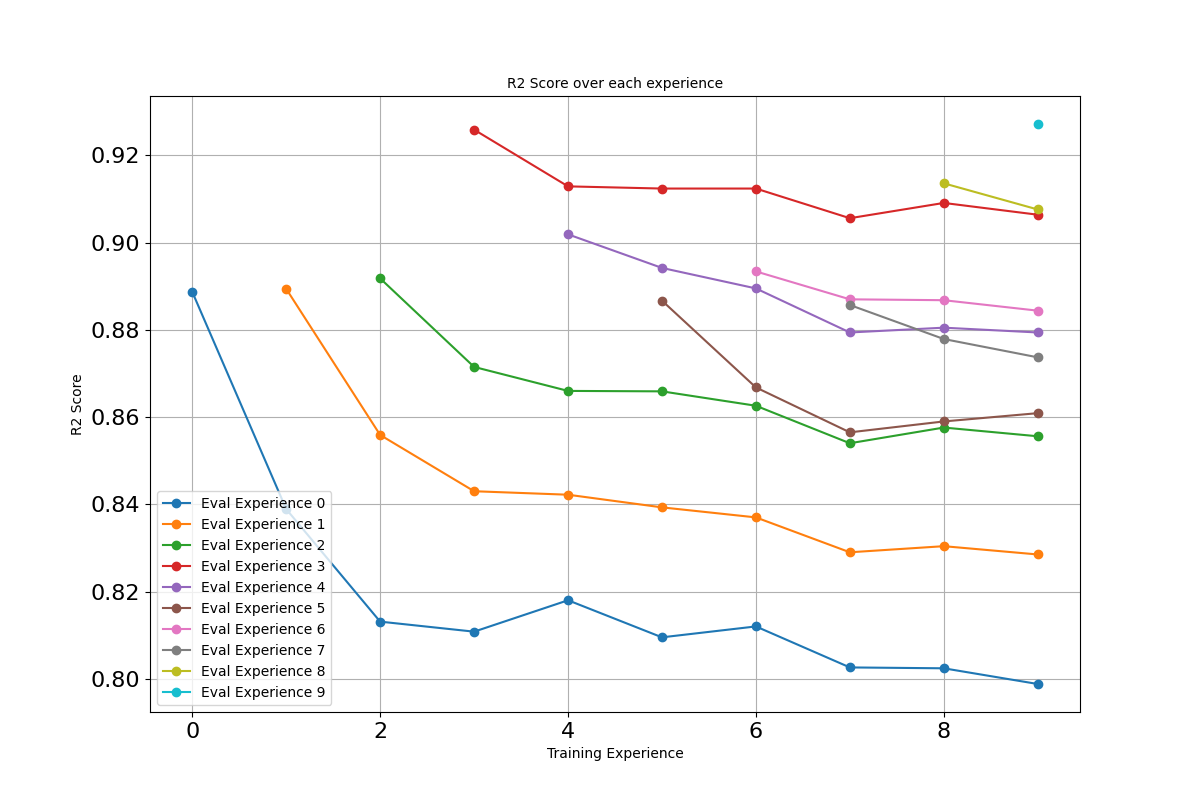 R2 Score over each experience
R2 Score
0.92
0.90
0.88
0.86
0.84
0.82
0.80
Eval Experience 0
Eval Experience 1
Eval Experience 2
Eval Experience 3
Eval Experience 4
Eval Experience 5
Eval Experience 6
Eval Experience 7
Eval Experience 8
Eval Experience 9
0 2 4 6 8
Training Experience